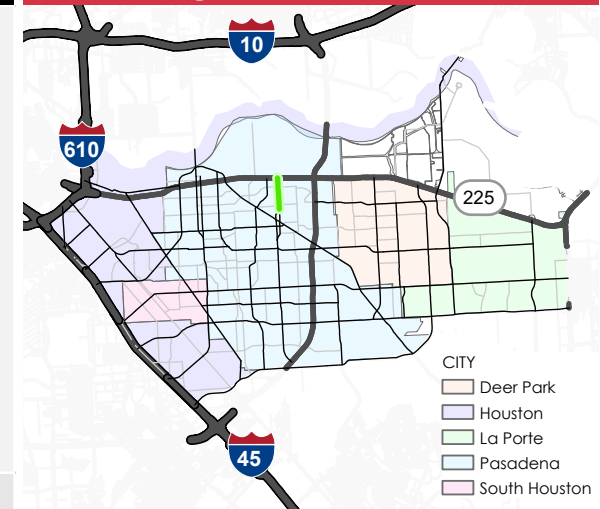 10
610
225
CITY
Deer Park
Houston
La Porte
Pasadena
South Houston
45